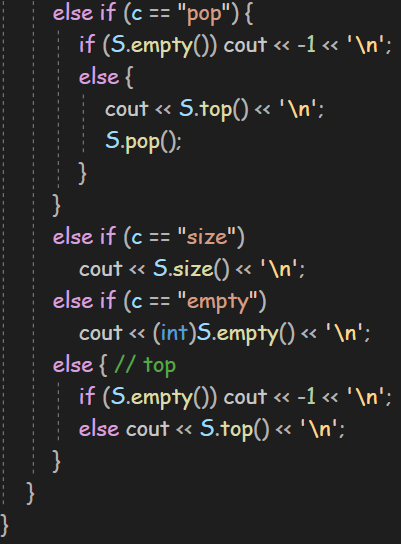 else if (c == "pop") {
if (S.empty()) cout << -1 << '\n';
else {
cout << S.top() << '\n';
S.pop();
}
}
else if (c == "size")
cout << S.size() << '\n';
else if (c == "empty")
cout << (int)S.empty() << '\n';
else { // top
if (S.empty()) cout << -1 << '\n';
else cout << S.top() << '\n';
}
}
}